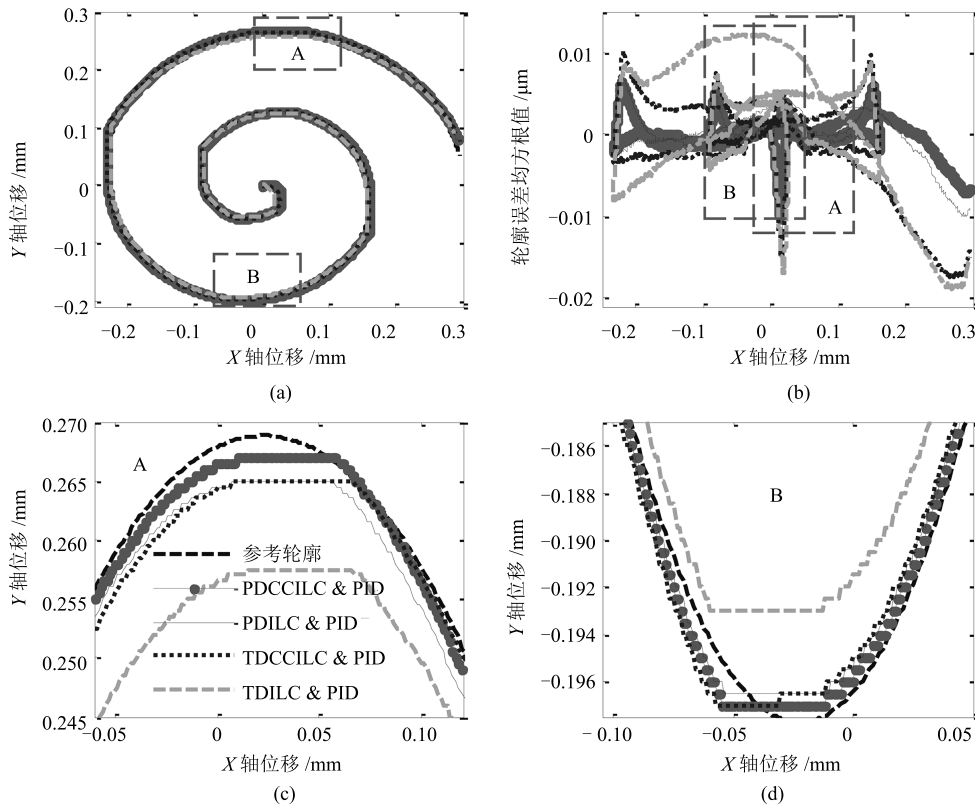 0.3
0.2
0.1
0
−0.1
−0.2
Y 轴位移 /mm
A
B
−0.2
−0.1
0
0.1
0.2
0.3
X 轴位移 /mm
(a)
0.01
0
−0.01
−0.02
轮廓误差均方根值 /μm
B
A
−0.2
−0.1
0
0.1
0.2
0.3
X 轴位移 /mm
(b)
0.270
0.265
0.260
0.255
0.250
0.245
Y 轴位移 /mm
A
参考轮廓
PDCCILC & PID
PDILC & PID
TDCCILC & PID
TDILC & PID
−0.05
0
0.05
0.10
X 轴位移 /mm
(c)
−0.186
−0.188
−0.190
−0.192
−0.194
−0.196
Y 轴位移 /mm
B
−0.10
−0.05
0
0.05
X 轴位移 /mm
(d)